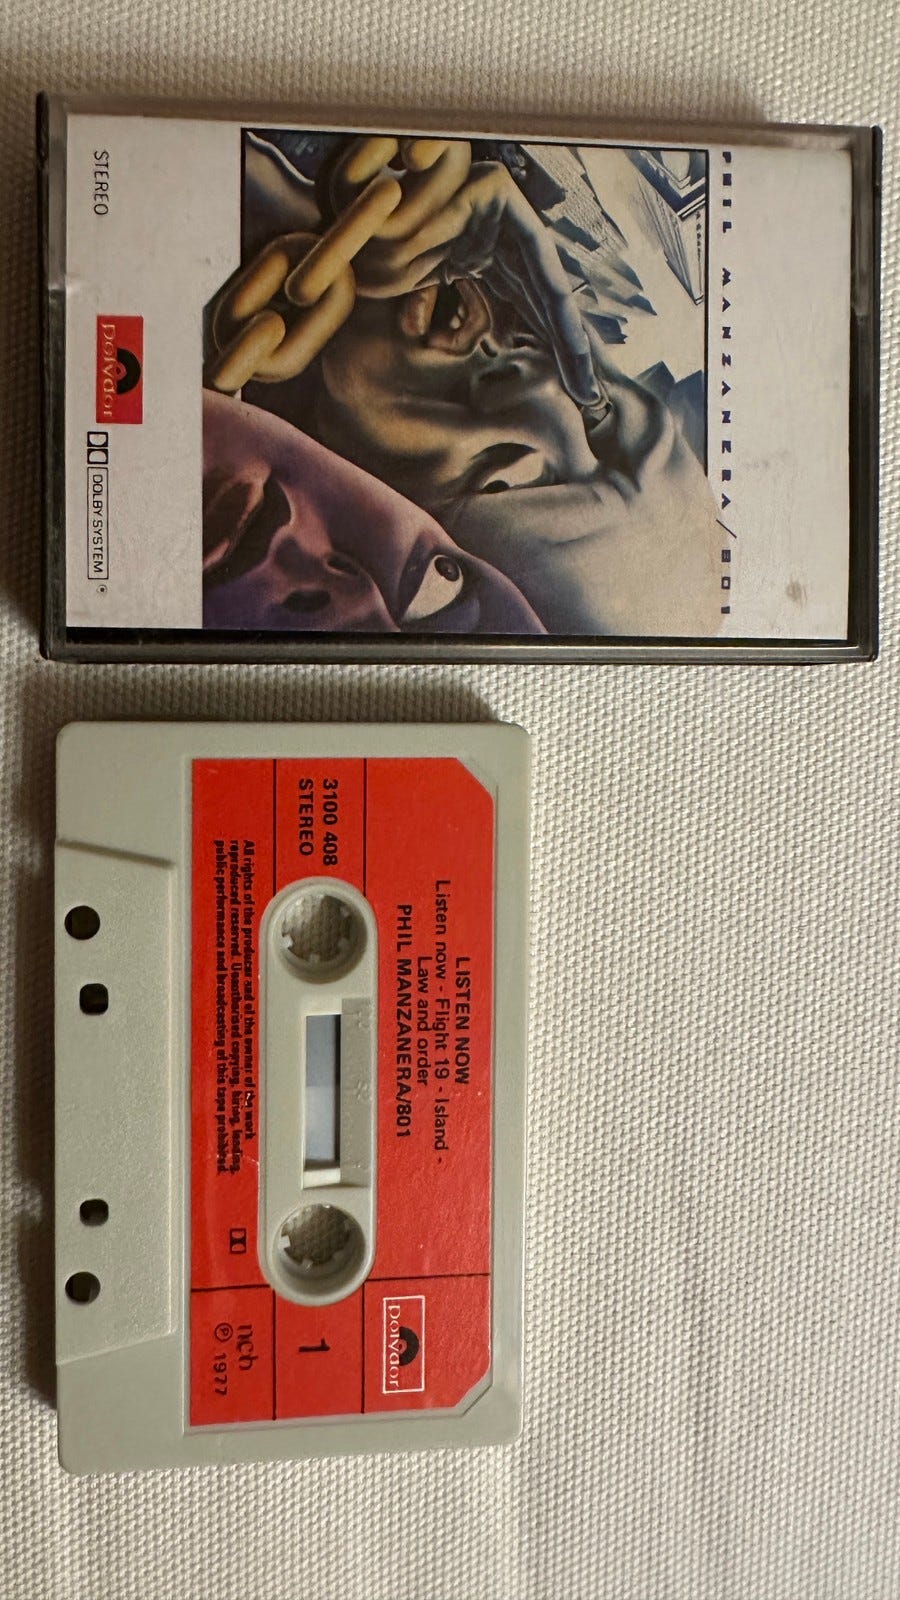 PHIL MANZANERA/801
STEREO
polydor
DOLBY SYSTEM
LISTEN NOW
Listen now - Flight 19 - Island -
Law and order
PHIL MANZANERA/801
3100 408
STEREO
1
All rights of the producer and of the owner of the work
reproduced reserved. Unauthorised copying, hiring, lending,
public performance and broadcasting of this tape prohibited.
polydor
ncb
℗ 1977